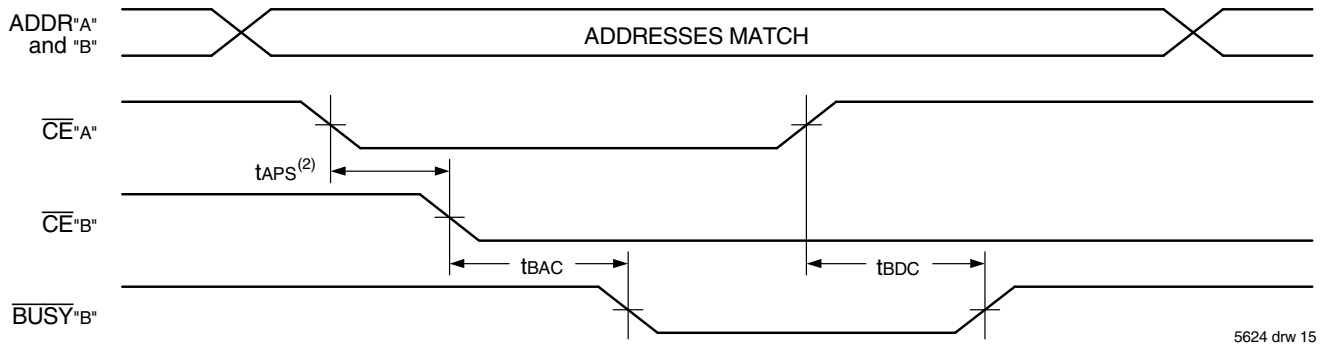 ADDR"A"
and "B"
ADDRESSES MATCH
CE"A"
tAPS(2)
CE"B"
tBAC
tBDC
BUSY"B"
5624 drw 15